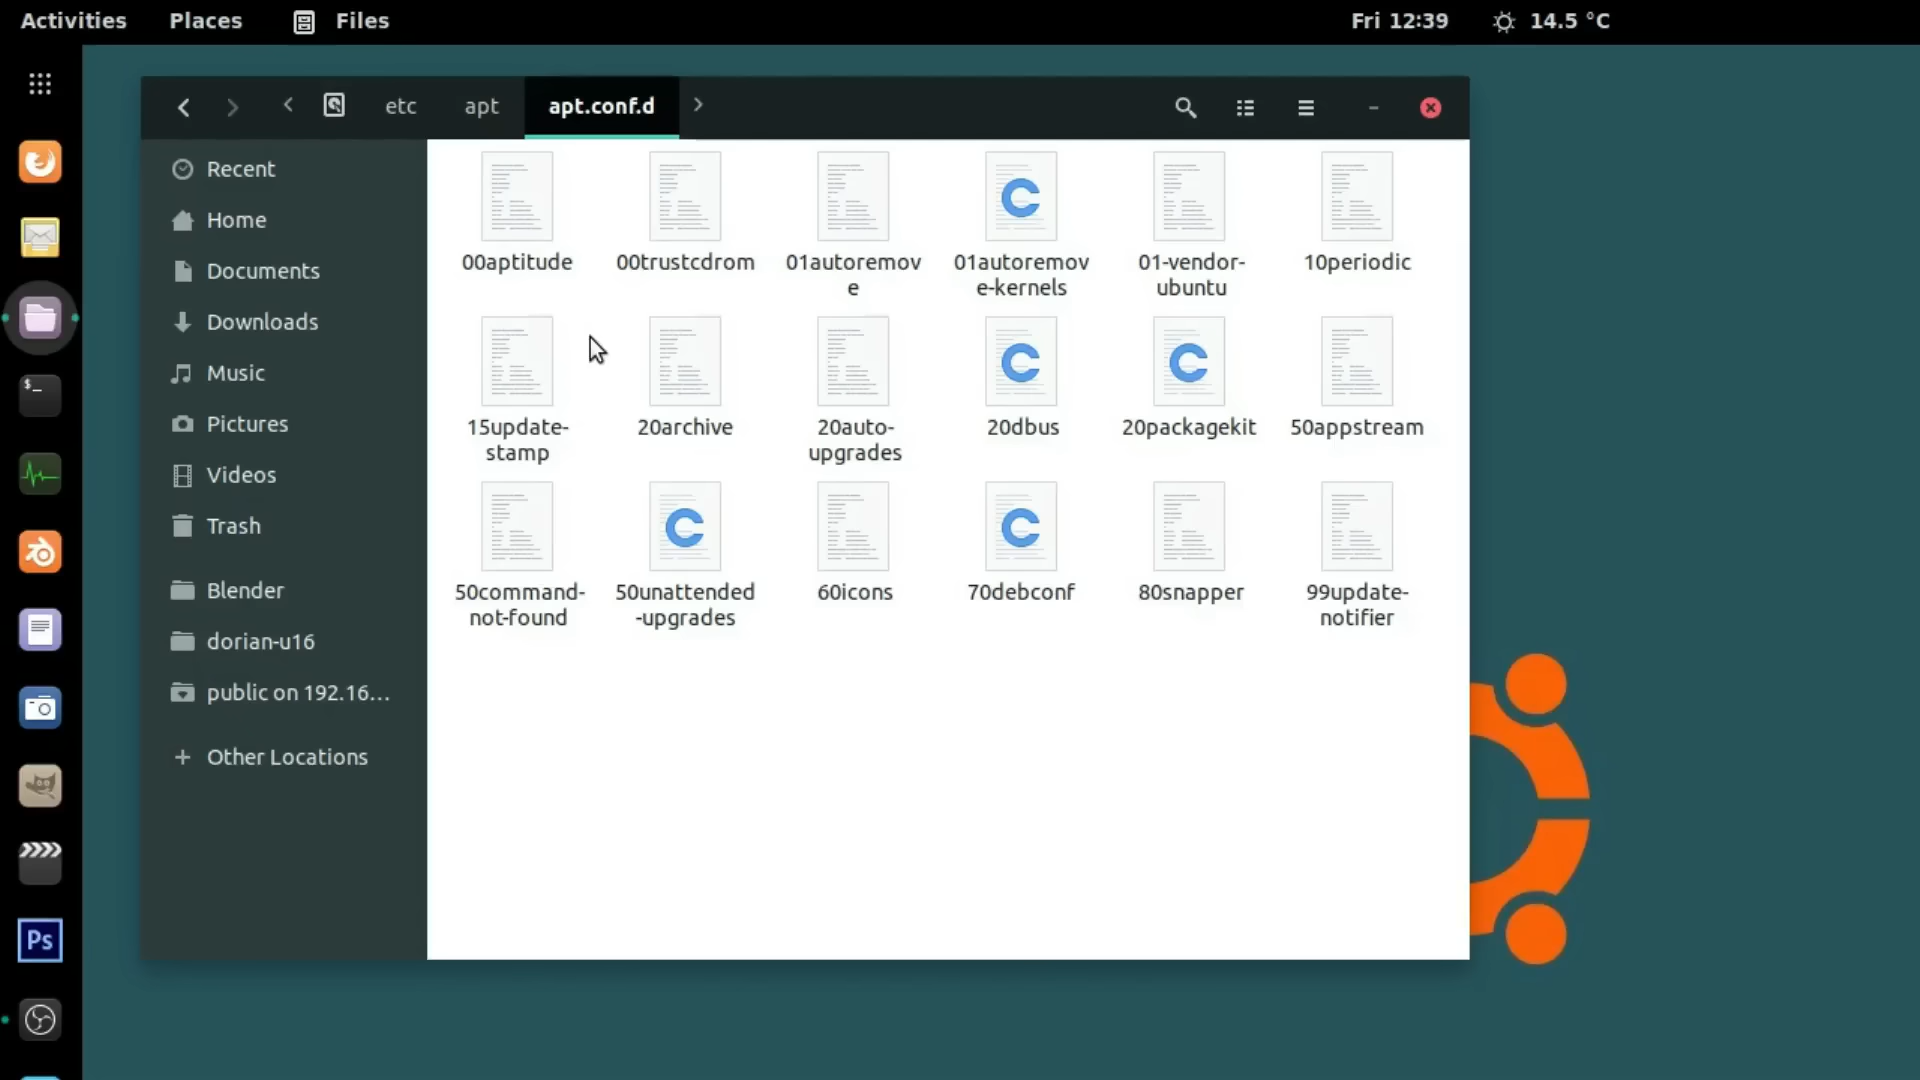 Activities Places Files Fri 12:39 14.5 °C
etc apt apt.conf.d
Recent
Home
Documents
Downloads
Music
Pictures
Videos
Trash
Blender
dorian-u16
public on 192.16...
Other Locations
00aptitude
00trustcdrom
01autoremov
e
01autoremov
e-kernels
01-vendor-
ubuntu
10periodic
15update-
stamp
20archive
20auto-
upgrades
20dbus
20packagekit
50appstream
50command-
not-found
50unattended
-upgrades
60icons
70debconf
80snapper
99update-
notifier
$_
Ps